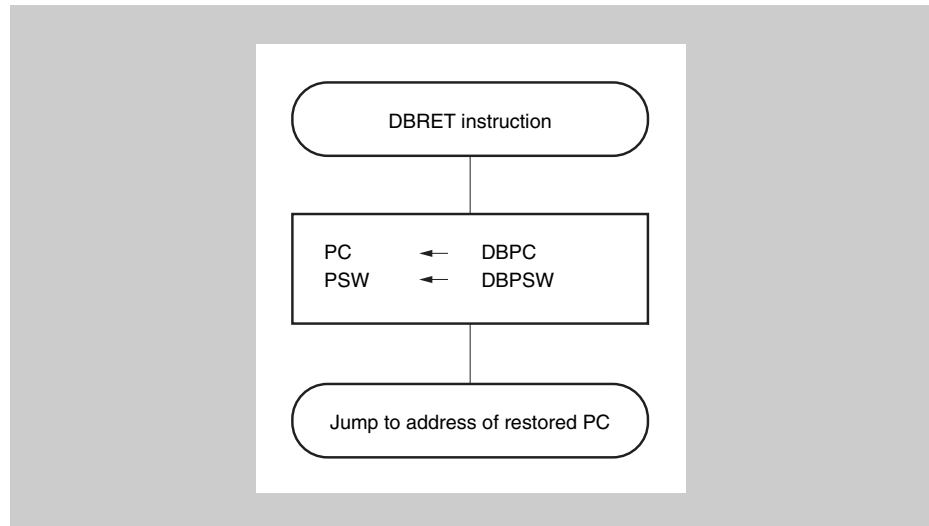 DBRET instruction
PC ← DBPC
PSW ← DBPSW
Jump to address of restored PC